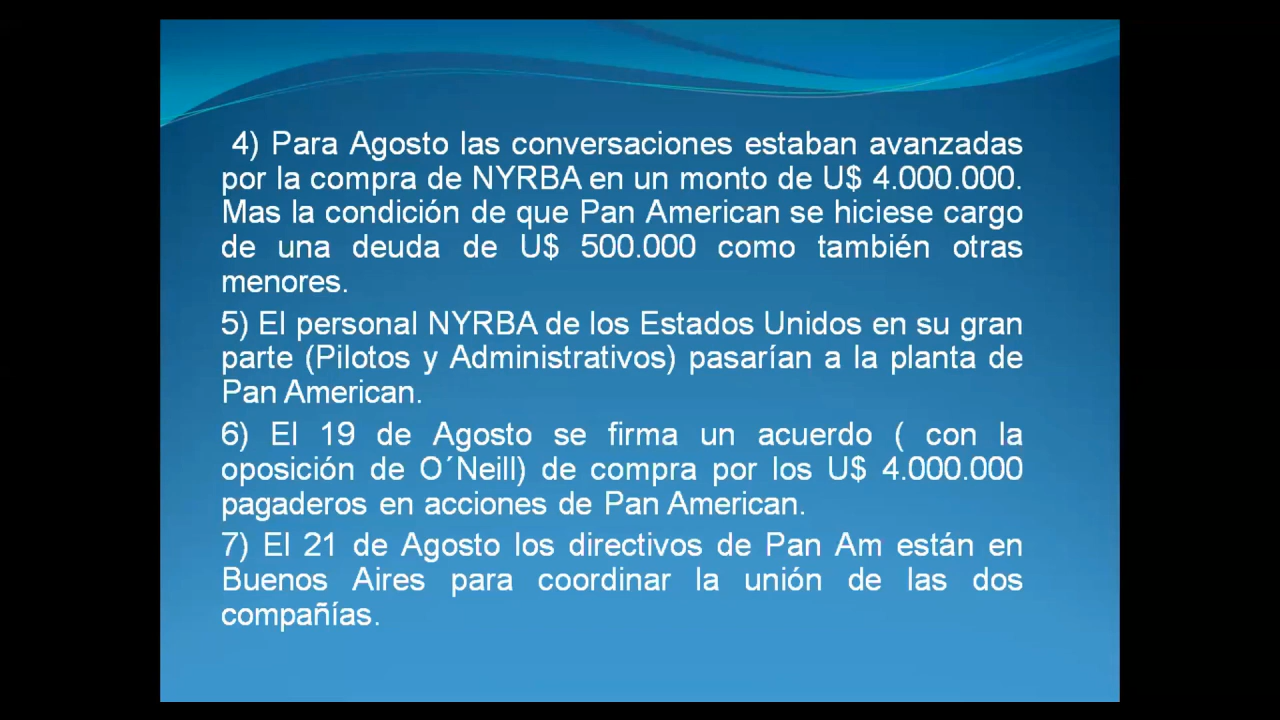 4) Para Agosto las conversaciones estaban avanzadas
por la compra de NYRBA en un monto de U$ 4.000.000.
Mas la condición de que Pan American se hiciese cargo
de una deuda de U$ 500.000 como también otras
menores.
5) El personal NYRBA de los Estados Unidos en su gran
parte (Pilotos y Administrativos) pasarían a la planta de
Pan American.
6) El 19 de Agosto se firma un acuerdo ( con la
oposición de O´Neill) de compra por los U$ 4.000.000
pagaderos en acciones de Pan American.
7) El 21 de Agosto los directivos de Pan Am están en
Buenos Aires para coordinar la unión de las dos
compañías.